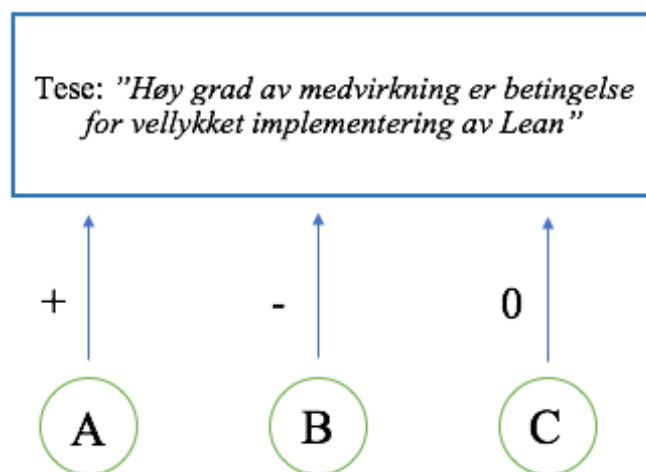 Tese: ”Høy grad av medvirkning er betingelse
for vellykket implementering av Lean”
+ - 0
A B C